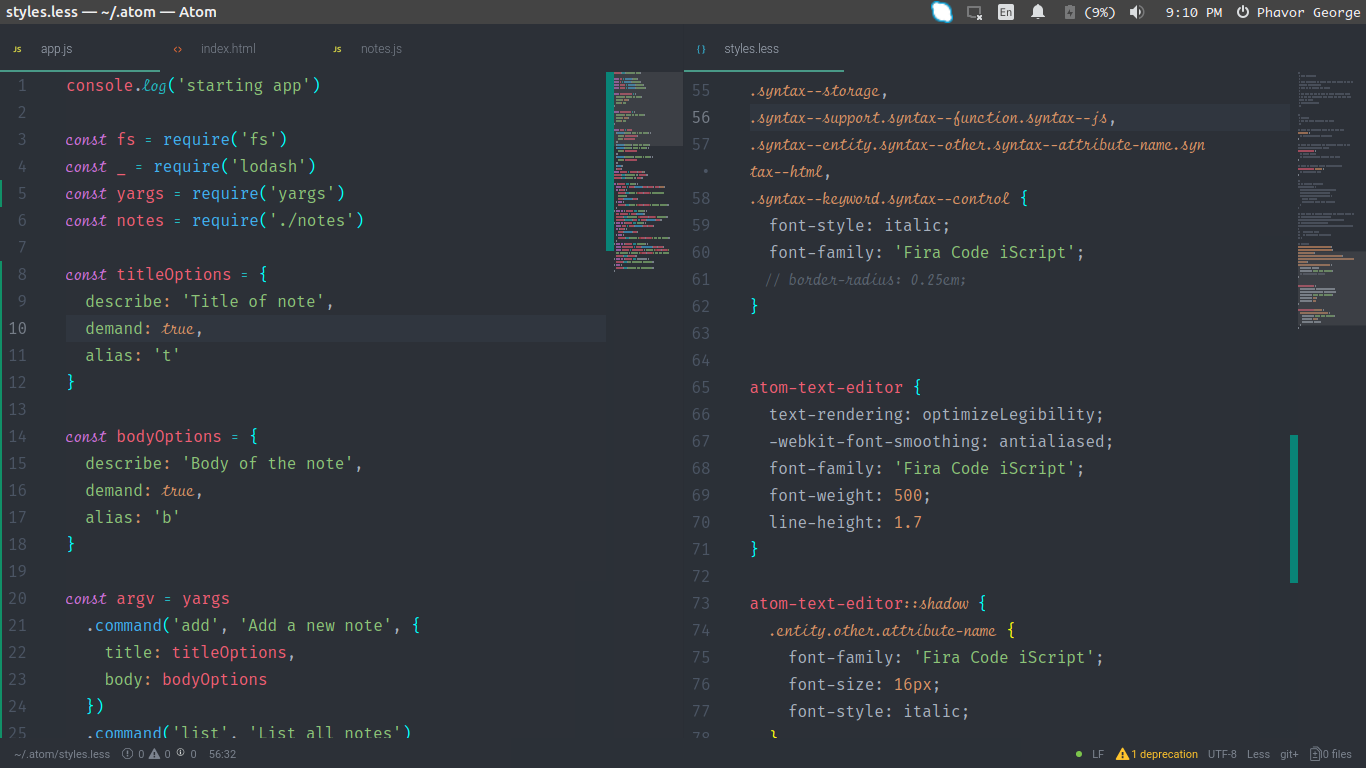 styles.less — ~/.atom — Atom
En
(9%)
9:10 PM
Phavor George
JS app.js
<> index.html
JS notes.js
{} styles.less
1 console.log('starting app')
2
3 const fs = require('fs')
4 const _ = require('lodash')
5 const yargs = require('yargs')
6 const notes = require('./notes')
7
8 const titleOptions = {
9 describe: 'Title of note',
10 demand: true,
11 alias: 't'
12 }
13
14 const bodyOptions = {
15 describe: 'Body of the note',
16 demand: true,
17 alias: 'b'
18 }
19
20 const argv = yargs
21 .command('add', 'Add a new note', {
22 title: titleOptions,
23 body: bodyOptions
24 })
25 .command('list', 'List all notes')
55 .syntax--storage,
56 .syntax--support.syntax--function.syntax--js,
57 .syntax--entity.syntax--other.syntax--attribute-name.syn
• tax--html,
58 .syntax--keyword.syntax--control {
59 font-style: italic;
60 font-family: 'Fira Code iScript';
61 // border-radius: 0.25em;
62 }
63
64
65 atom-text-editor {
66 text-rendering: optimizeLegibility;
67 -webkit-font-smoothing: antialiased;
68 font-family: 'Fira Code iScript';
69 font-weight: 500;
70 line-height: 1.7
71 }
72
73 atom-text-editor::shadow {
74 .entity.other.attribute-name {
75 font-family: 'Fira Code iScript';
76 font-size: 16px;
77 font-style: italic;
78 }
~/.atom/styles.less
0
0
0
56:32
LF
1 deprecation
UTF-8
Less
git+
0 files